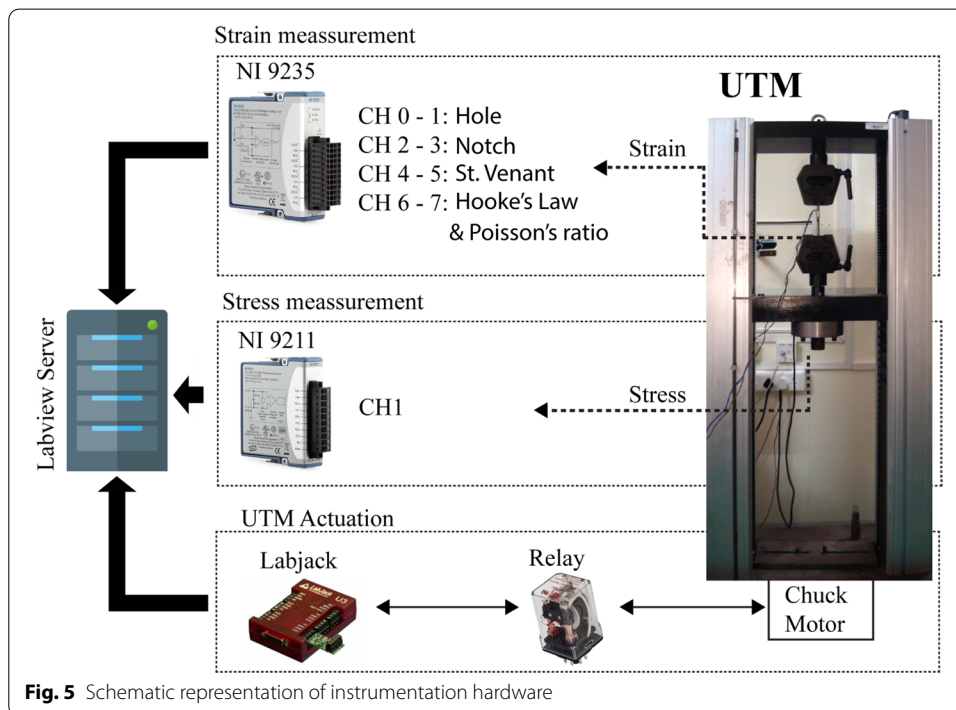 Strain meassurement
NI 9235
UTM
CH 0 - 1: Hole
CH 2 - 3: Notch
CH 4 - 5: St. Venant
CH 6 - 7: Hooke's Law
& Poisson's ratio
Strain
Stress meassurement
NI 9211
CH1
Stress
Labview Server
UTM Actuation
Labjack
Relay
U3
Chuck
Motor
Fig. 5 Schematic representation of instrumentation hardware